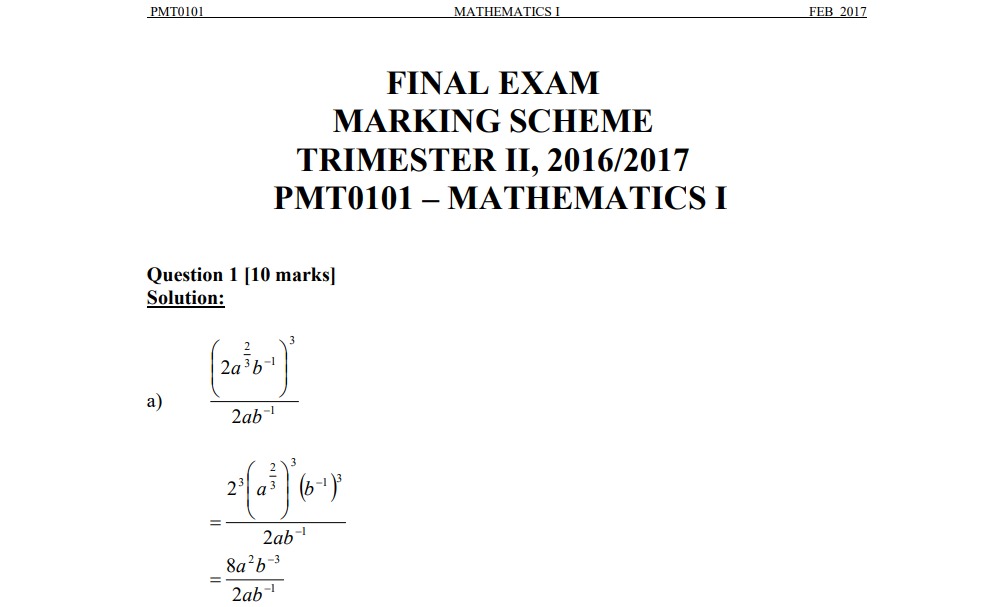 PMT0101 MATHEMATICS I FEB 2017
FINAL EXAM
MARKING SCHEME
TRIMESTER II, 2016/2017
PMT0101 – MATHEMATICS I
Question 1 [10 marks]
Solution:
a) \frac{\left(2a^{\frac{2}{3}}b^{-1}\right)^{3}}{2ab^{-1}}
= \frac{2^{3}\left(a^{\frac{2}{3}}\right)^{3}\left(b^{-1}\right)^{3}}{2ab^{-1}}
= \frac{8a^{2}b^{-3}}{2ab^{-1}}